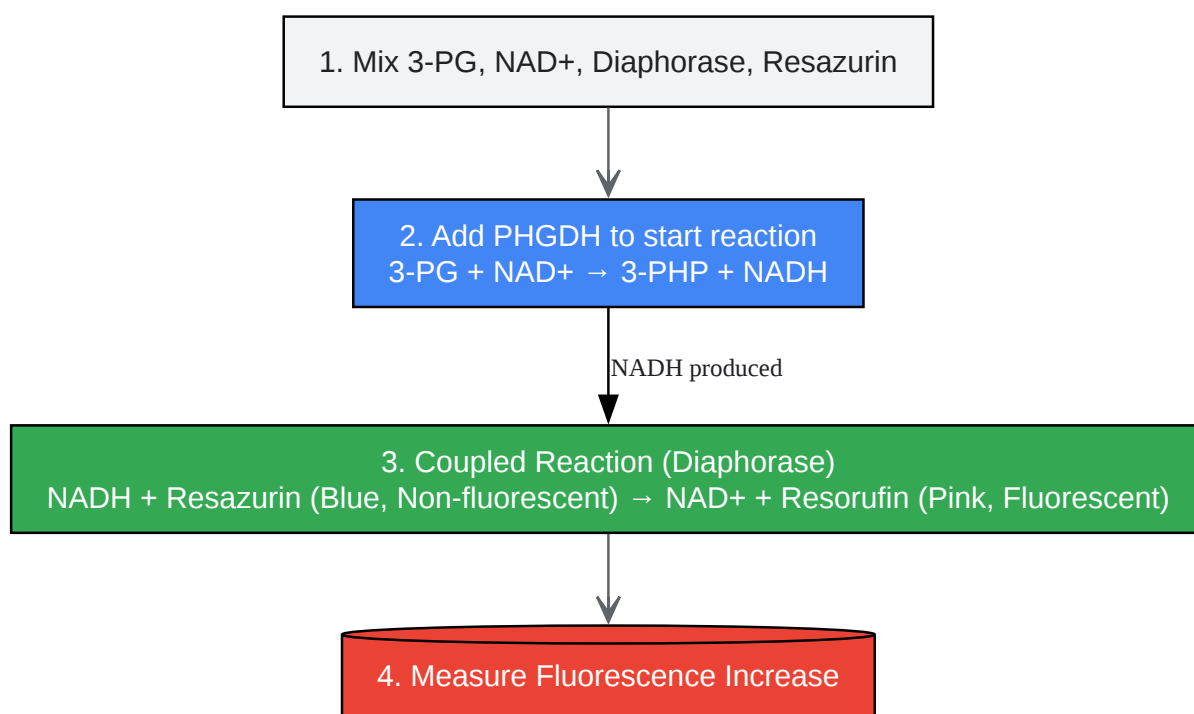 1. Mix 3-PG, NAD+, Diaphorase, Resazurin
2. Add PHGDH to start reaction
3-PG + NAD+ → 3-PHP + NADH
NADH produced
3. Coupled Reaction (Diaphorase)
NADH + Resazurin (Blue, Non-fluorescent) → NAD+ + Resorufin (Pink, Fluorescent)
4. Measure Fluorescence Increase